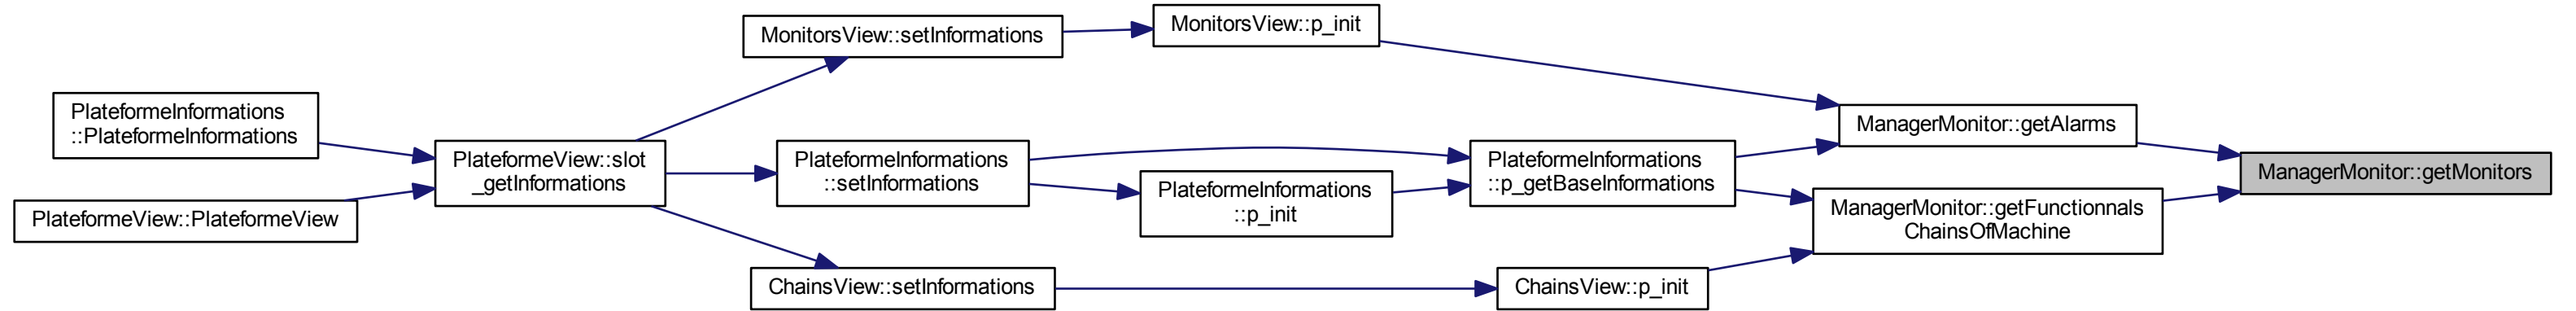 MonitorsView::p_init
MonitorsView::setInformations
PlateformeInformations
::PlateformeInformations
ManagerMonitor::getAlarms
PlateformeView::slot
_getInformations
PlateformeInformations
::setInformations
PlateformeInformations
::p_getBaseInformations
ManagerMonitor::getMonitors
PlateformeInformations
::p_init
PlateformeView::PlateformeView
ManagerMonitor::getFunctionnals
ChainsOfMachine
ChainsView::setInformations
ChainsView::p_init